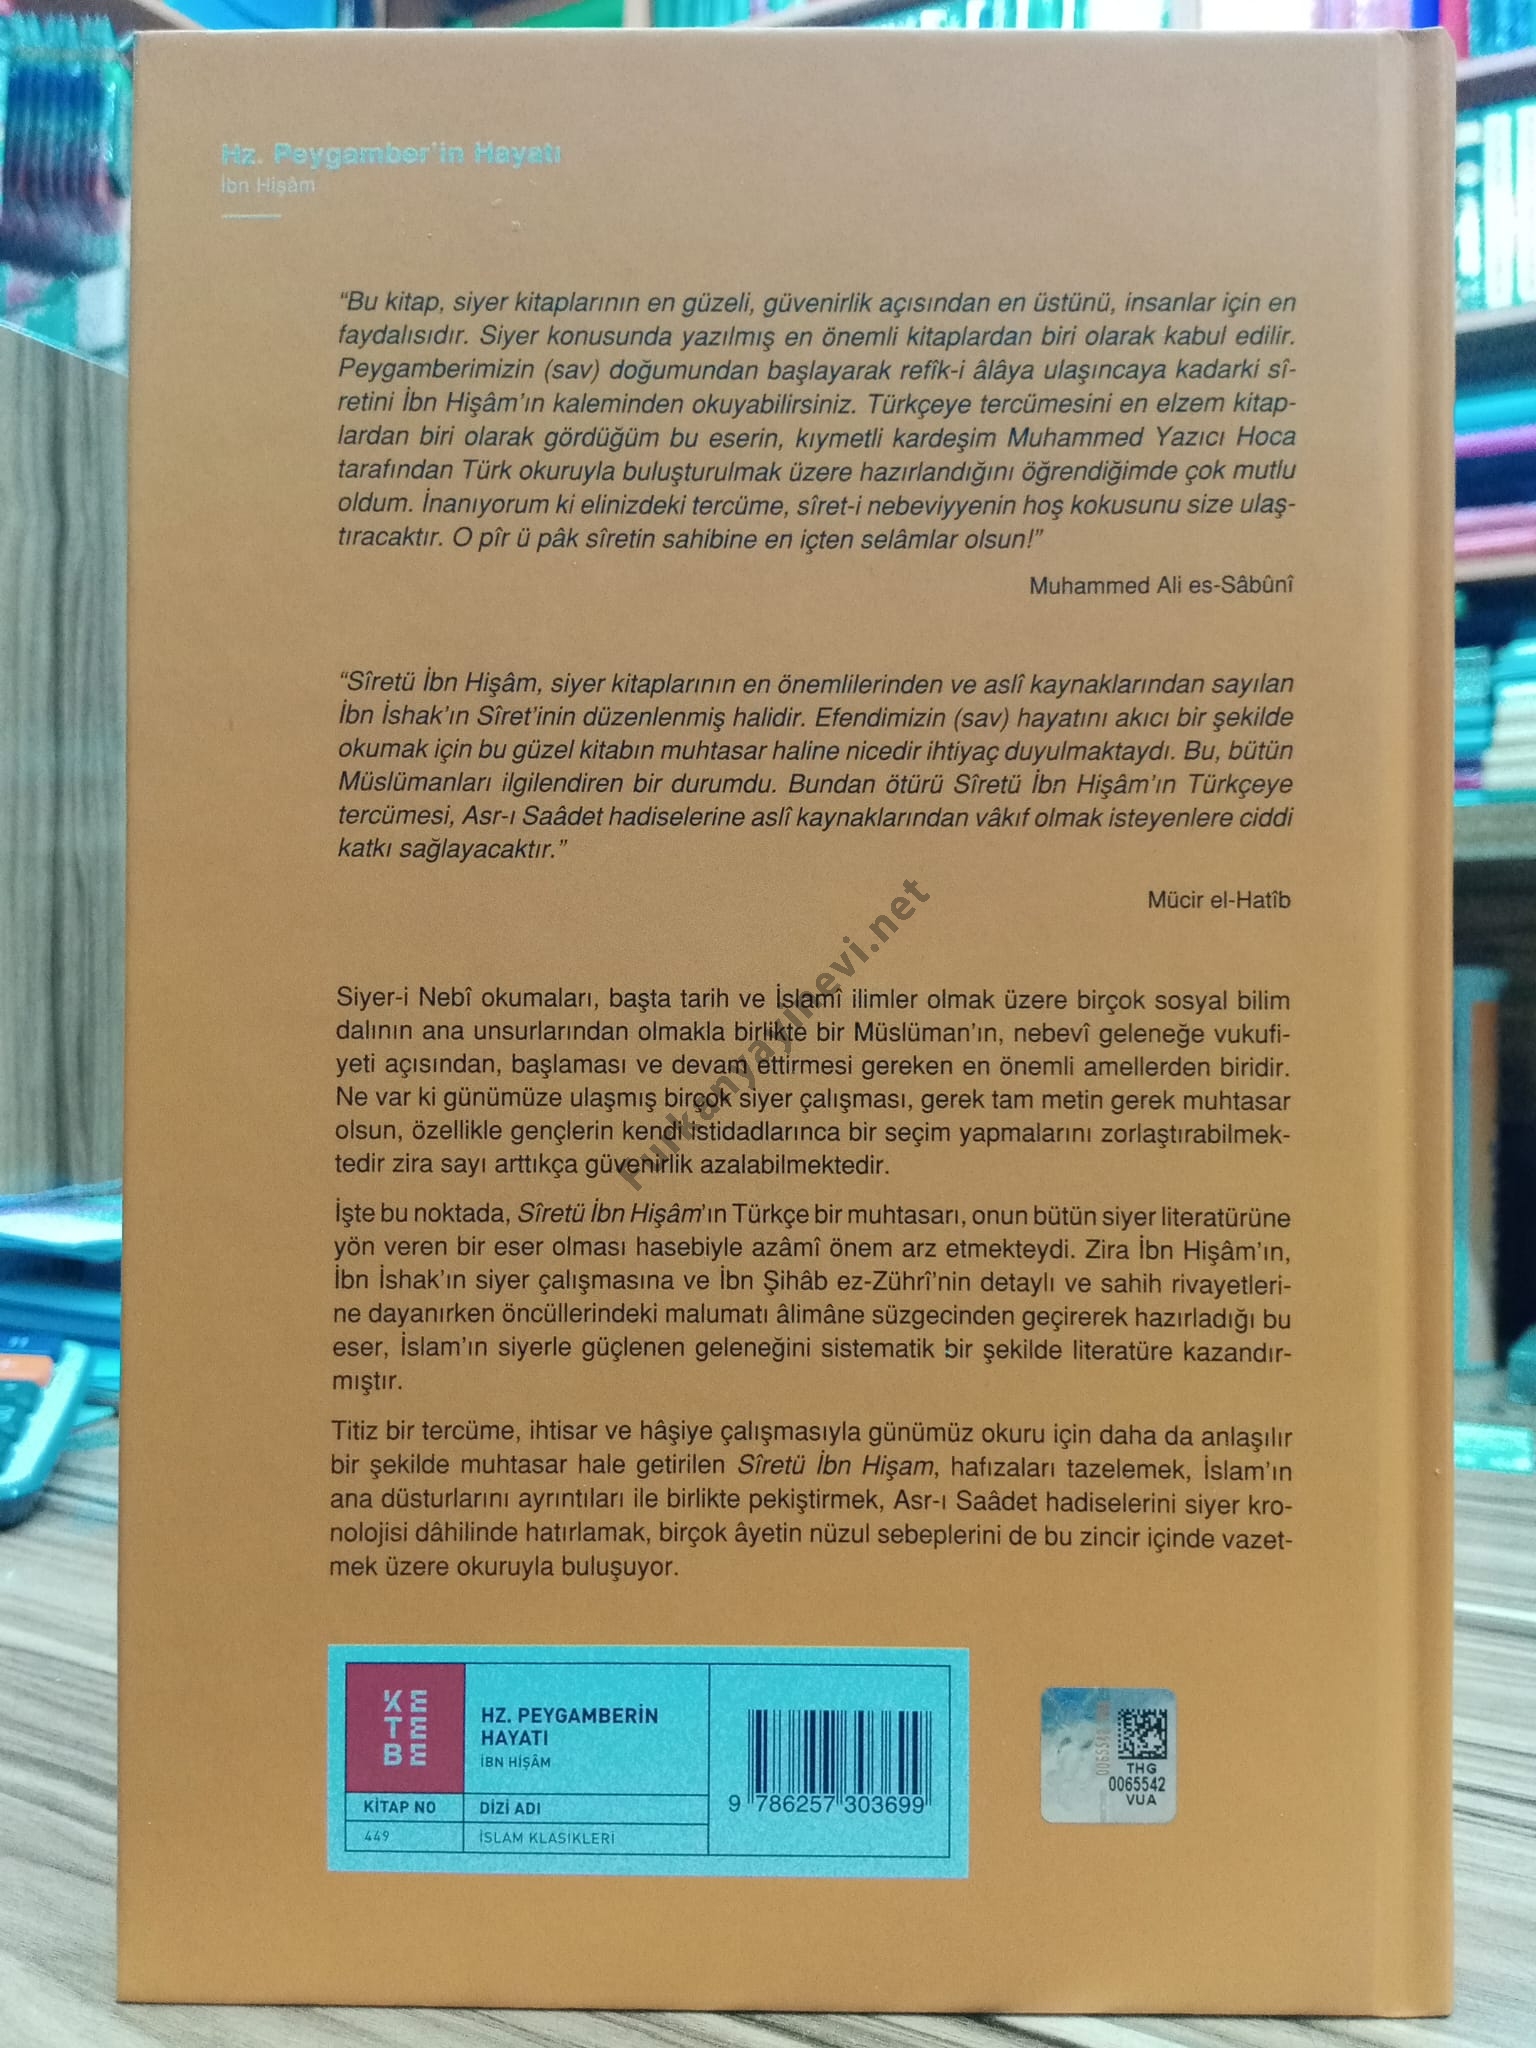 Hz. Peygamber'in Hayatı
İbn Hişâm
“Bu kitap, siyer kitaplarının en güzeli, güvenirlik açısından en üstünü, insanlar için en
faydalısıdır. Siyer konusunda yazılmış en önemli kitaplardan biri olarak kabul edilir.
Peygamberimizin (sav) doğumundan başlayarak refîk-i âlâya ulaşıncaya kadarki sî-
retini İbn Hişâm’ın kaleminden okuyabilirsiniz. Türkçeye tercümesini en elzem kitap-
lardan biri olarak gördüğüm bu eserin, kıymetli kardeşim Muhammed Yazıcı Hoca
tarafından Türk okuruyla buluşturulmak üzere hazırlandığını öğrendiğimde çok mutlu
oldum. İnanıyorum ki elinizdeki tercüme, sîret-i nebeviyyenin hoş kokusunu size ulaş-
tıracaktır. O pîr ü pâk sîretin sahibine en içten selâmlar olsun!”
Muhammed Ali es-Sâbûnî
“Sîretü İbn Hişâm, siyer kitaplarının en önemlilerinden ve aslî kaynaklarından sayılan
İbn İshak’ın Sîret’inin düzenlenmiş halidir. Efendimizin (sav) hayatını akıcı bir şekilde
okumak için bu güzel kitabın muhtasar haline nicedir ihtiyaç duyulmaktaydı. Bu, bütün
Müslümanları ilgilendiren bir durumdu. Bundan ötürü Sîretü İbn Hişâm’ın Türkçeye
tercümesi, Asr-ı Saâdet hadiselerine aslî kaynaklarından vâkıf olmak isteyenlere ciddi
katkı sağlayacaktır.”
Mücir el-Hatîb
Siyer-i Nebî okumaları, başta tarih ve İslamî ilimler olmak üzere birçok sosyal bilim
dalının ana unsurlarından olmakla birlikte bir Müslüman’ın, nebevî geleneğe vukufi-
yeti açısından, başlaması ve devam ettirmesi gereken en önemli amellerden biridir.
Ne var ki günümüze ulaşmış birçok siyer çalışması, gerek tam metin gerek muhtasar
olsun, özellikle gençlerin kendi istidadlarınca bir seçim yapmalarını zorlaştırabilmek-
tedir zira sayı arttıkça güvenirlik azalabilmektedir.
İşte bu noktada, Sîretü İbn Hişâm’ın Türkçe bir muhtasarı, onun bütün siyer literatürüne
yön veren bir eser olması hasebiyle azâmî önem arz etmekteydi. Zira İbn Hişâm’ın,
İbn İshak’ın siyer çalışmasına ve İbn Şihâb ez-Zührî’nin detaylı ve sahih rivayetleri-
ne dayanırken öncüllerindeki malumatı âlimâne süzgecinden geçirerek hazırladığı bu
eser, İslam’ın siyerle güçlenen geleneğini sistematik bir şekilde literatüre kazandır-
mıştır.
Titiz bir tercüme, ihtisar ve hâşiye çalışmasıyla günümüz okuru için daha da anlaşılır
bir şekilde muhtasar hale getirilen Sîretü İbn Hişam, hafızaları tazelemek, İslam’ın
ana düsturlarını ayrıntıları ile birlikte pekiştirmek, Asr-ı Saâdet hadiselerini siyer kro-
nolojisi dâhilinde hatırlamak, birçok âyetin nüzul sebeplerini de bu zincir içinde vazet-
mek üzere okuruyla buluşuyor.
furkanyayinevi.net
KE
TE
BE
HZ. PEYGAMBERİN
HAYATI
İBN HİŞÂM
KİTAP NO
DİZİ ADI
449
İSLAM KLASİKLERİ
9 786257 303699
THG
0065542
VUA
0065542